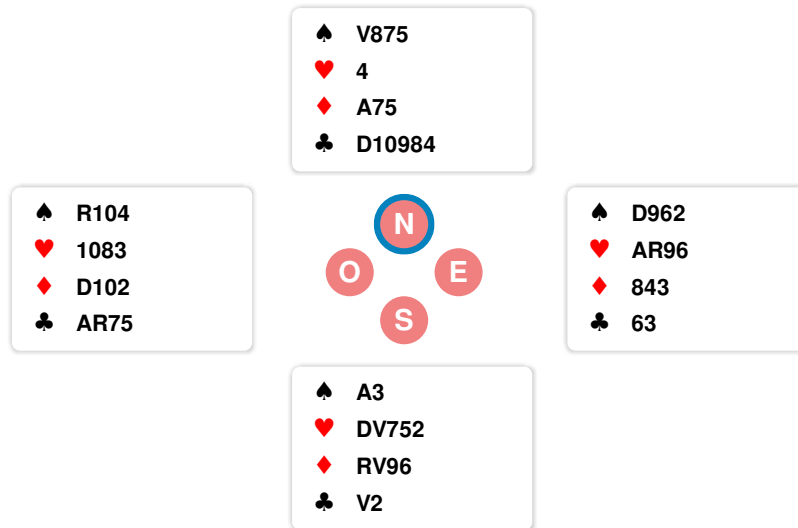 ♠ V875
♥ 4
♦ A75
♣ D10984
♠ R104
♥ 1083
♦ D102
♣ AR75
N
O E
S
♠ D962
♥ AR96
♦ 843
♣ 63
♠ A3
♥ DV752
♦ RV96
♣ V2